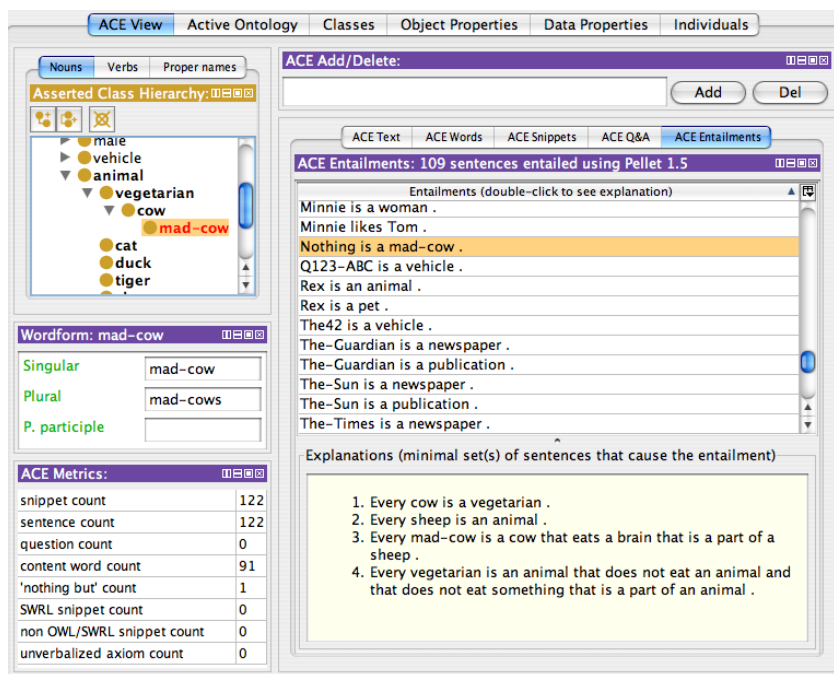 ACE View Active Ontology Classes Object Properties Data Properties Individuals
Nouns Verbs Proper names
Asserted Class Hierarchy:
male
vehicle
animal
vegetarian
cow
mad-cow
cat
duck
tiger
Wordform: mad-cow
Singular mad-cow
Plural mad-cows
P. participle
ACE Metrics:
snippet count 122
sentence count 122
question count 0
content word count 91
'nothing but' count 1
SWRL snippet count 0
non OWL/SWRL snippet count 0
unverbalized axiom count 0
ACE Add/Delete:
Add Del
ACE Text ACE Words ACE Snippets ACE Q&A ACE Entailments
ACE Entailments: 109 sentences entailed using Pellet 1.5
Entailments (double-click to see explanation)
Minnie is a woman .
Minnie likes Tom .
Nothing is a mad-cow .
Q123-ABC is a vehicle .
Rex is an animal .
Rex is a pet .
The42 is a vehicle .
The-Guardian is a newspaper .
The-Guardian is a publication .
The-Sun is a newspaper .
The-Sun is a publication .
The-Times is a newspaper .
Explanations (minimal set(s) of sentences that cause the entailment)
1. Every cow is a vegetarian .
2. Every sheep is an animal .
3. Every mad-cow is a cow that eats a brain that is a part of a
sheep .
4. Every vegetarian is an animal that does not eat an animal and
that does not eat something that is a part of an animal .